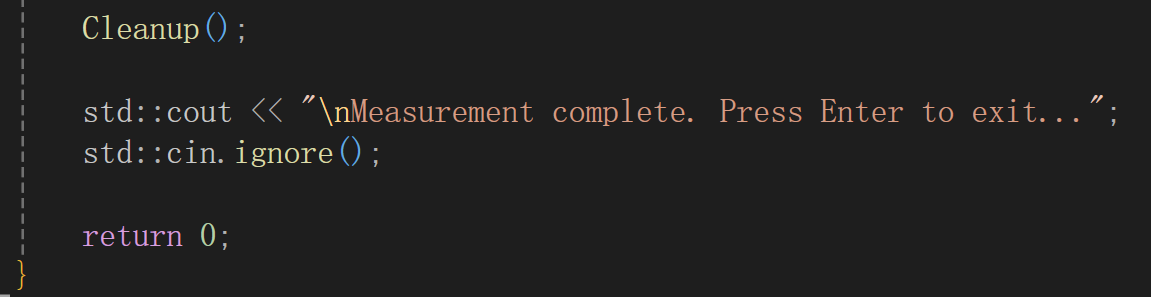 Cleanup();
std::cout << "\nMeasurement complete. Press Enter to exit...";
std::cin.ignore();
return 0;
}